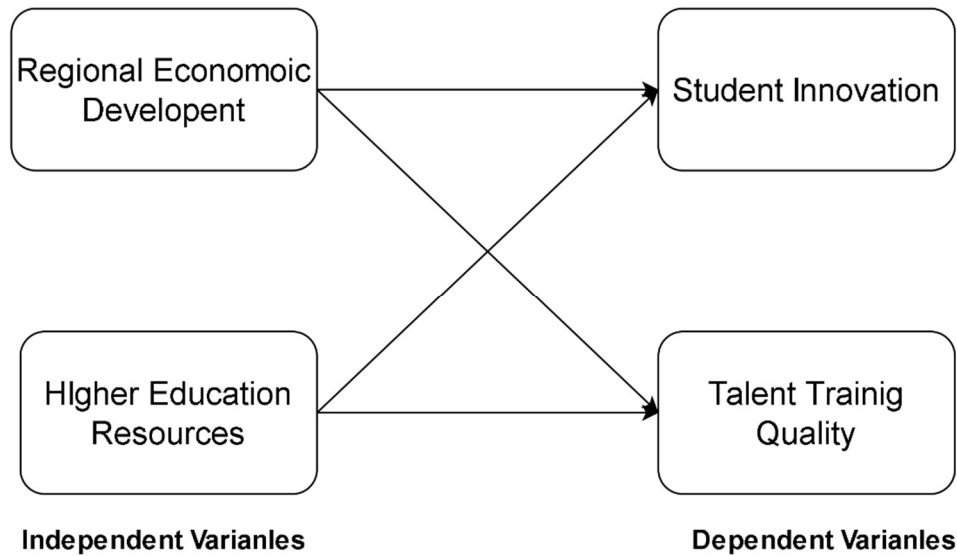 Regional Economoic
Developent
Student Innovation
HIgher Education
Resources
Talent Trainig
Quality
Independent Varianles
Dependent Varianles